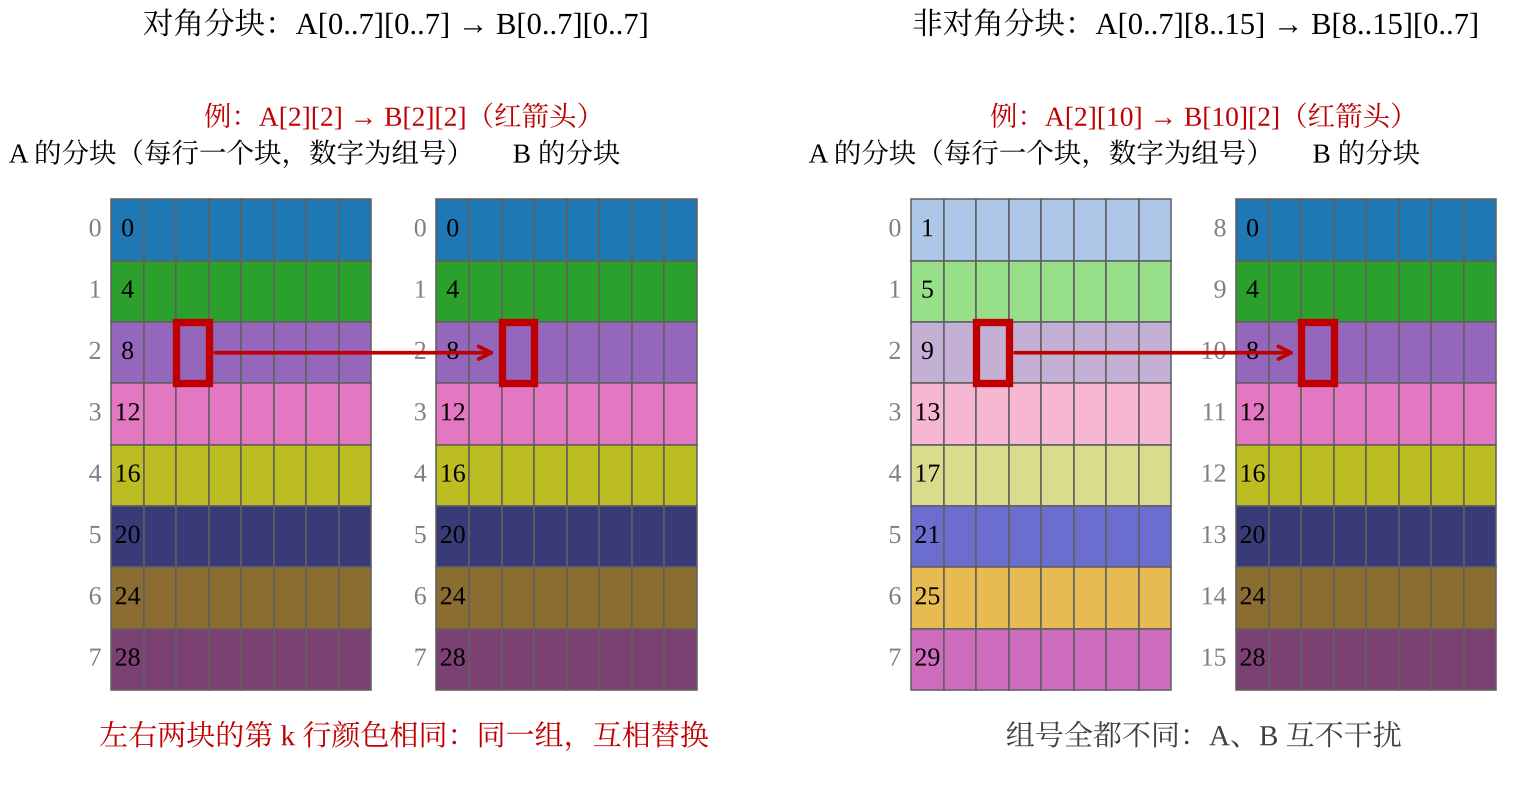 对角分块：A[0..7][0..7] → B[0..7][0..7]
例：A[2][2] → B[2][2]（红箭头）
A 的分块（每行一个块，数字为组号）
B 的分块
0 0 0 0
1 4 1 4
2 8 2 8
3 12 3 12
4 16 4 16
5 20 5 20
6 24 6 24
7 28 7 28
左右两块的第 k 行颜色相同：同一组，互相替换
非对角分块：A[0..7][8..15] → B[8..15][0..7]
例：A[2][10] → B[10][2]（红箭头）
A 的分块（每行一个块，数字为组号）
B 的分块
0 1 8 0
1 5 9 4
2 9 10 8
3 13 11 12
4 17 12 16
5 21 13 20
6 25 14 24
7 29 15 28
组号全都不同：A、B 互不干扰